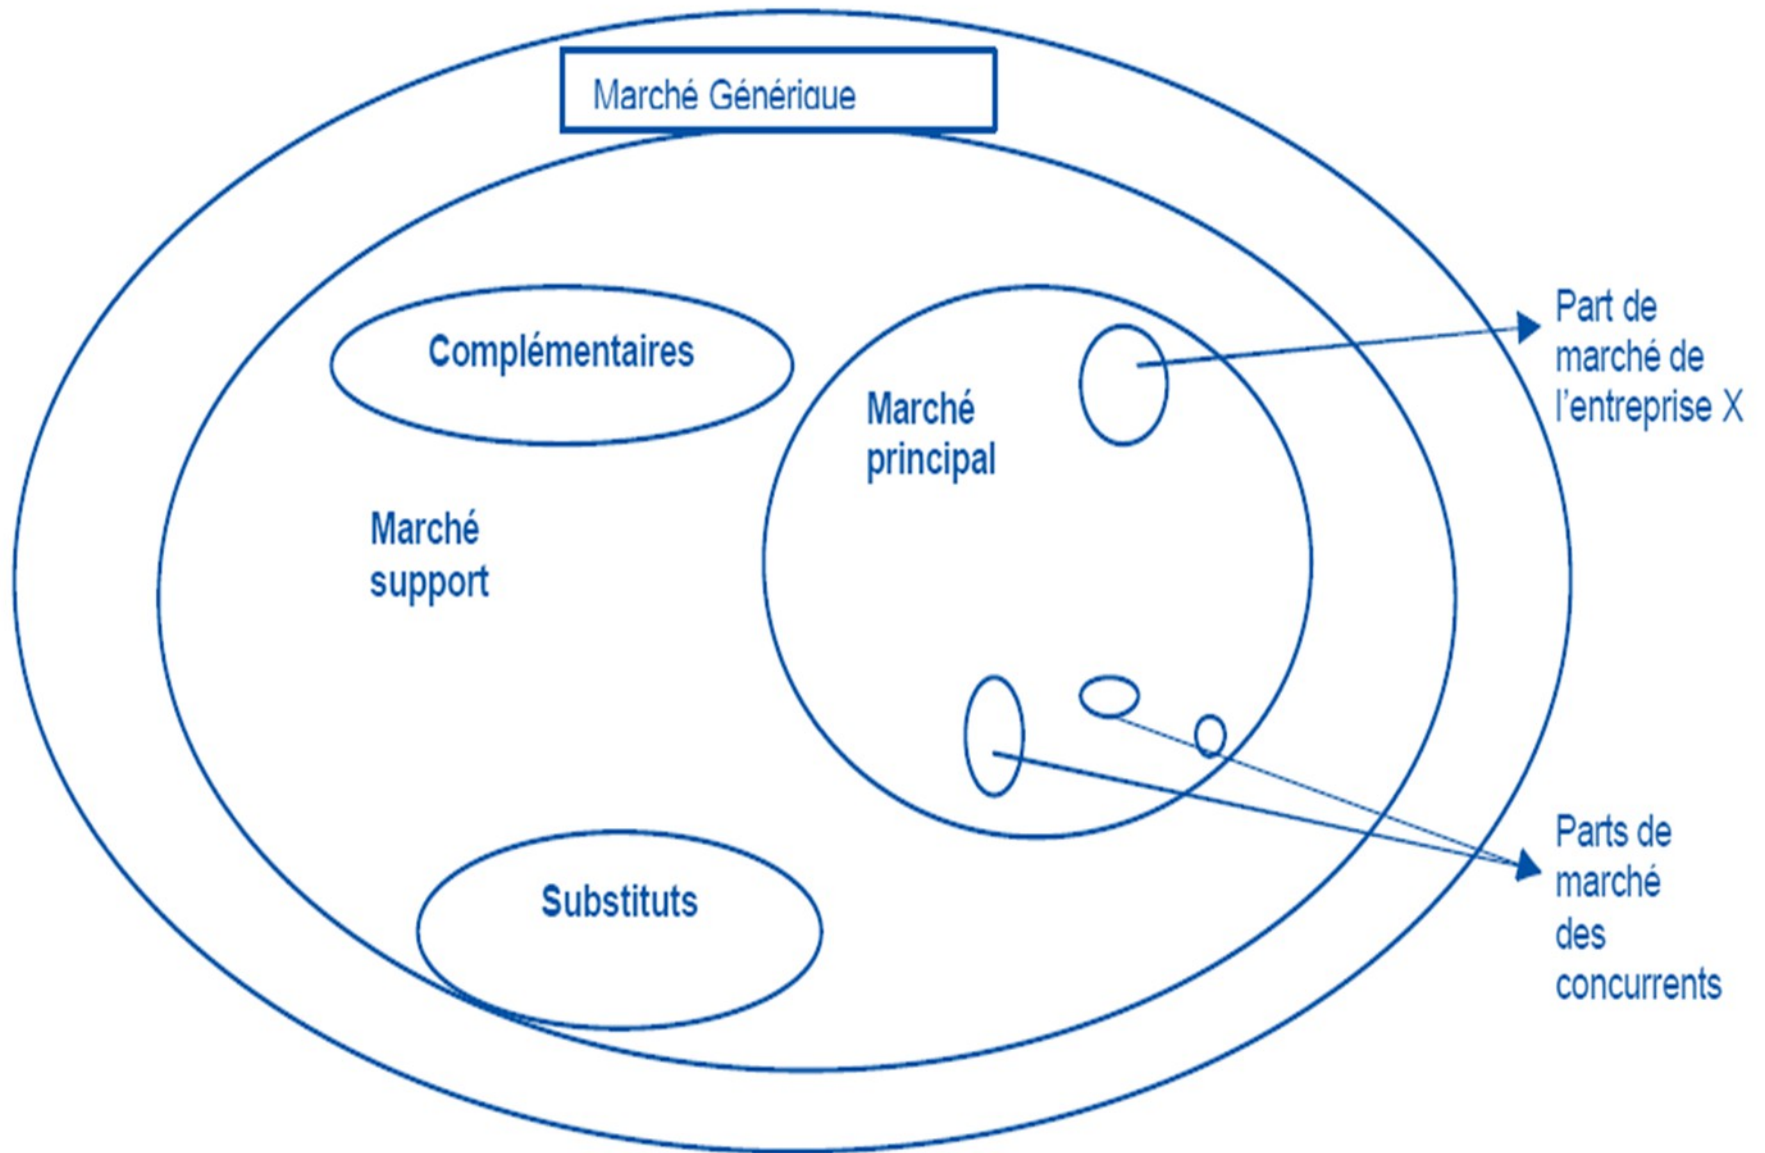 Marché Générique
Complémentaires
Marché
principal
Part de
marché de
l'entreprise X
Marché
support
Substituts
Parts de
marché
des
concurrents